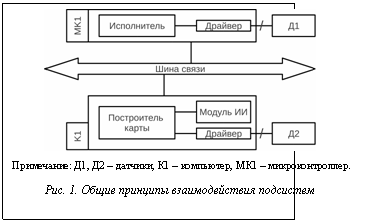 МК1
Исполнитель
Драйвер
Д1
Шина связи
К1
Построитель
карты
Модуль ИИ
Драйвер
Д2
Примечание: Д1, Д2 – датчики, К1 – компьютер, МК1 – микроконтроллер.
Рис. 1. Общие принципы взаимодействия подсистем